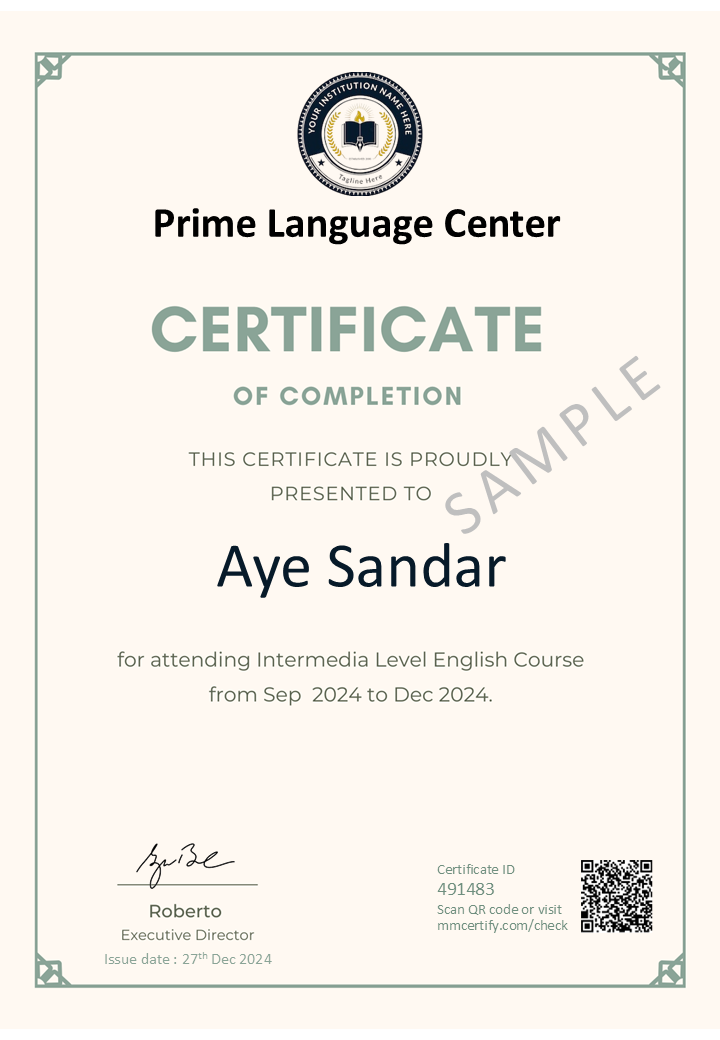 YOUR INSTITUTION NAME HERE
Tagline Here
Prime Language Center
CERTIFICATE
OF COMPLETION
THIS CERTIFICATE IS PROUDLY
PRESENTED TO
SAMPLE
Aye Sandar
for attending Intermedia Level English Course
from Sep 2024 to Dec 2024.
Roberto
Executive Director
Issue date : 27th Dec 2024
Certificate ID
491483
Scan QR code or visit
mmcertify.com/check